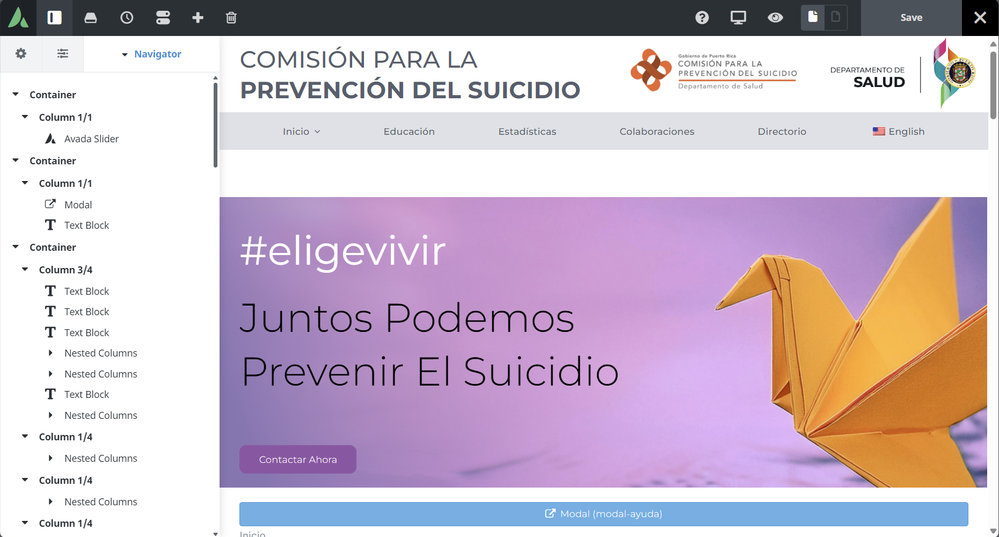 Save
Navigator
Container
Column 1/1
Avada Slider
Container
Column 1/1
Modal
Text Block
Container
Column 3/4
Text Block
Text Block
Text Block
Nested Columns
Nested Columns
Text Block
Nested Columns
Column 1/4
Nested Columns
Column 1/4
Nested Columns
Column 1/4
COMISIÓN PARA LA
PREVENCIÓN DEL SUICIDIO
Gobierno de Puerto Rico
COMISIÓN PARA LA
PREVENCIÓN DEL SUICIDIO
Departamento de Salud
DEPARTAMENTO DE
SALUD
Inicio
Educación
Estadísticas
Colaboraciones
Directorio
English
#eligevivir
Juntos Podemos
Prevenir El Suicidio
Contactar Ahora
Modal (modal-ayuda)
Inicio